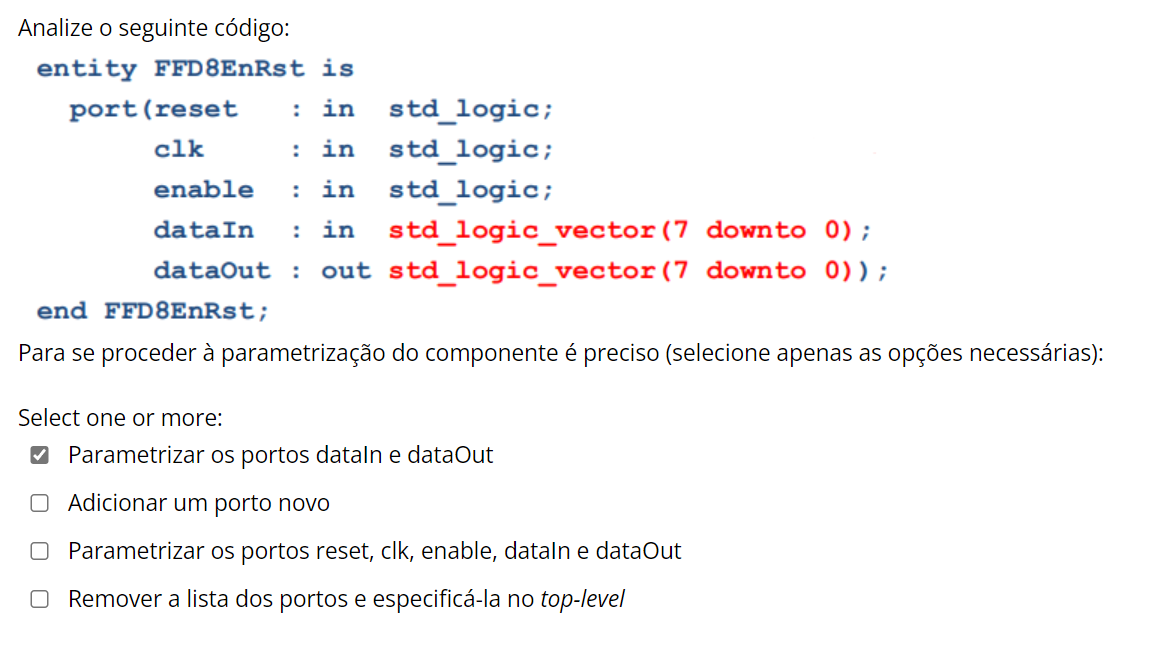 Analize o seguinte código:
entity FFD8EnRst is
port(reset : in std_logic;
clk : in std_logic;
enable : in std_logic;
dataIn : in std_logic_vector(7 downto 0);
dataOut : out std_logic_vector(7 downto 0));
end FFD8EnRst;
Para se proceder à parametrização do componente é preciso (selecione apenas as opções necessárias):
Select one or more:
Parametrizar os portos dataIn e dataOut
Adicionar um porto novo
Parametrizar os portos reset, clk, enable, dataIn e dataOut
Remover a lista dos portos e especificá-la no top-level